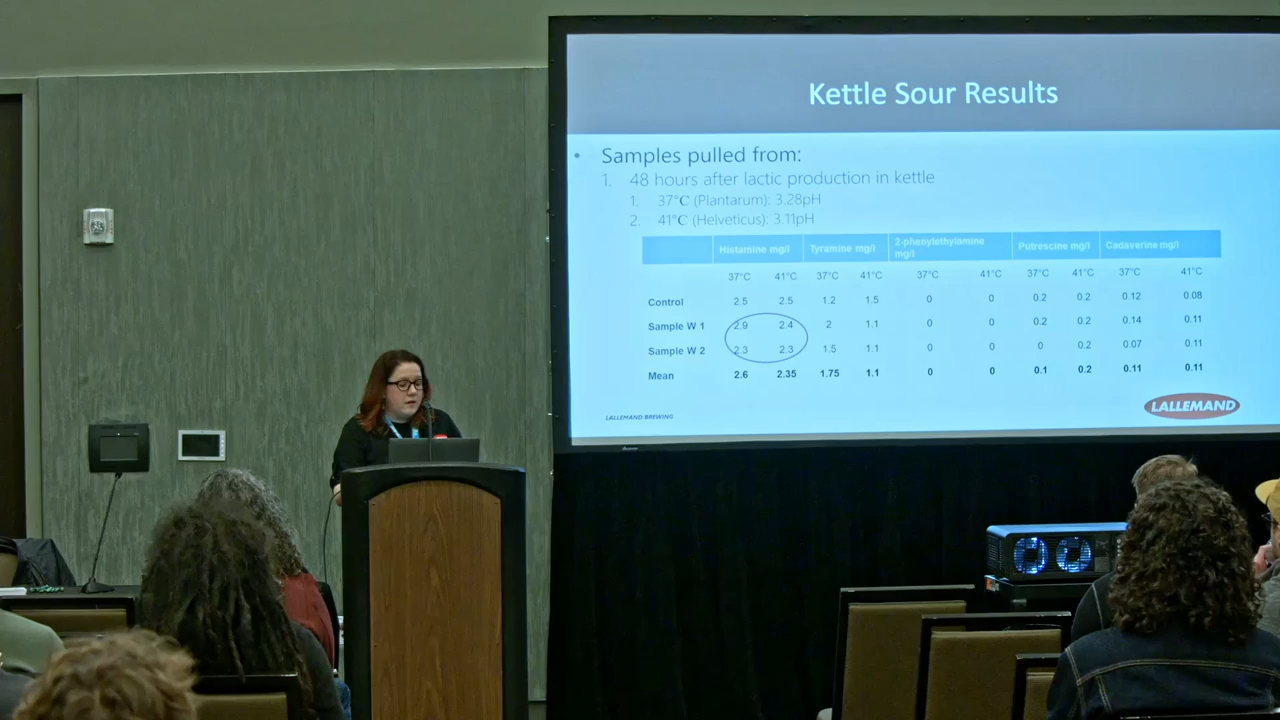 Kettle Sour Results
• Samples pulled from:
1. 48 hours after lactic production in kettle
1. 37°C (Plantarum): 3.28pH
2. 41°C (Helveticus): 3.11pH
Histamine mg/l Tyramine mg/l 2-phenylethylamine mg/l Putrescine mg/l Cadaverine mg/l
37°C 41°C 37°C 41°C 37°C 41°C 37°C 41°C 37°C 41°C
Control 2.5 2.5 1.2 1.5 0 0 0.2 0.2 0.12 0.08
Sample W 1 2.9 2.4 2 1.1 0 0 0.2 0.2 0.14 0.11
Sample W 2 2.3 2.3 1.5 1.1 0 0 0 0.2 0.07 0.11
Mean 2.6 2.35 1.75 1.1 0 0 0.1 0.2 0.11 0.11
LALLEMAND BREWING
LALLEMAND